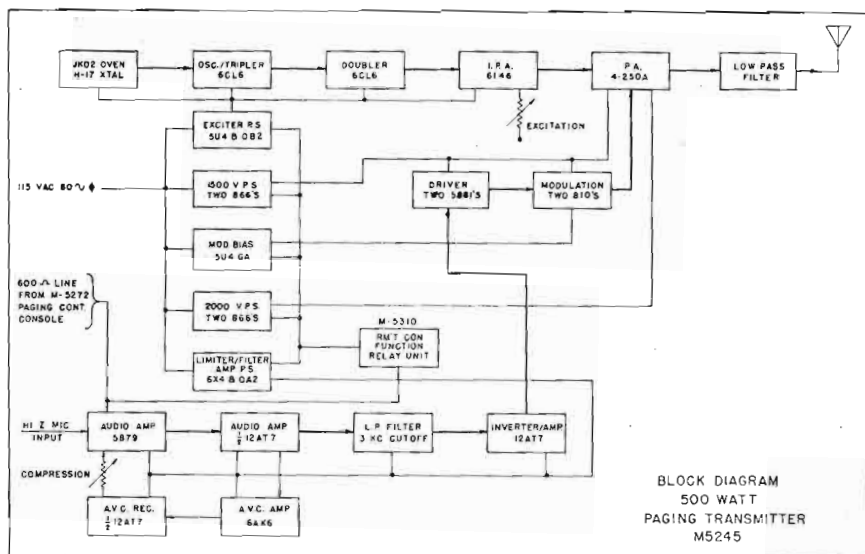 JKO2 OVEN
H-17 XTAL
OSC./TRIPLER
6CL6
DOUBLER
6CL6
I.P.A.
6146
P.A.
4-250A
LOW PASS
FILTER
EXCITATION
EXCITER P.S.
5U4 B OB2
115 VAC 60
1500 V P S
TWO 866'S
DRIVER
TWO 5881'S
MODULATION
TWO 810'S
MOD BIAS
5U4 GA
600 Ω LINE
FROM M-5272
PAGING CONT.
CONSOLE
2000 V.P.S.
TWO 866'S
M-5310
RM'T CON
FUNCTION
RELAY UNIT
LIMITER/FILTER
AMP PS
6X4 B OA2
HI Z MIC
INPUT
AUDIO AMP
5879
AUDIO AMP
½ 12AT7
L.P. FILTER
3 KC CUTOFF
INVERTER/AMP.
12AT7
COMPRESSION
A.V.C. REC.
½ 12AT7
A.V.C. AMP
6AK6
BLOCK DIAGRAM
500 WATT
PAGING TRANSMITTER
M5245